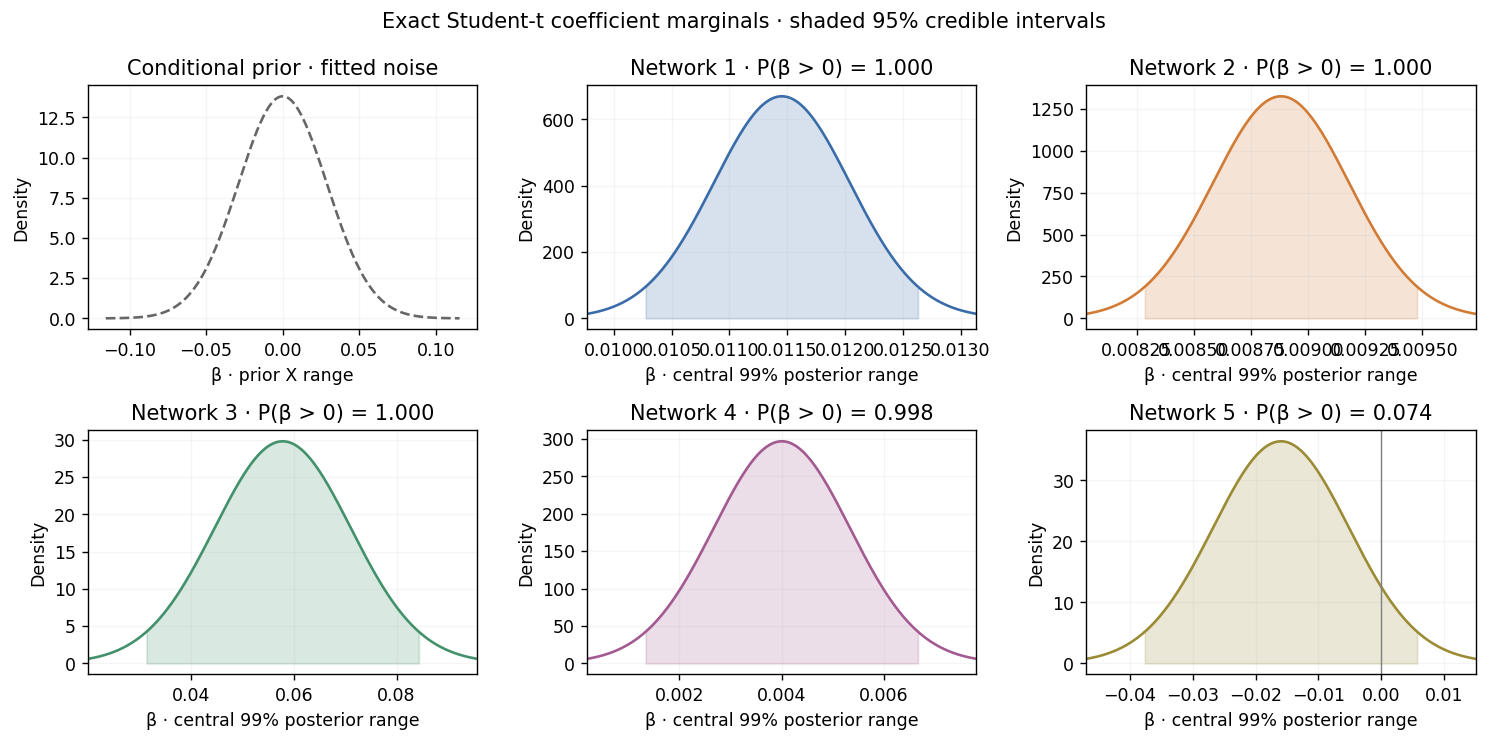 Exact Student-t coefficient marginals · shaded 95% credible intervals
Conditional prior · fitted noise
Density
12.5
10.0
7.5
5.0
2.5
0.0
−0.10 −0.05 0.00 0.05 0.10
β · prior X range
Network 1 · P(β > 0) = 1.000
Density
600
400
200
0
0.0100 0.0105 0.0110 0.0115 0.0120 0.0125 0.0130
β · central 99% posterior range
Network 2 · P(β > 0) = 1.000
Density
1250
1000
750
500
250
0
0.00825 0.00850 0.00875 0.00900 0.00925 0.00950
β · central 99% posterior range
Network 3 · P(β > 0) = 1.000
Density
30
25
20
15
10
5
0
0.04 0.06 0.08
β · central 99% posterior range
Network 4 · P(β > 0) = 0.998
Density
300
250
200
150
100
50
0
0.002 0.004 0.006
β · central 99% posterior range
Network 5 · P(β > 0) = 0.074
Density
30
20
10
0
−0.04 −0.03 −0.02 −0.01 0.00 0.01
β · central 99% posterior range